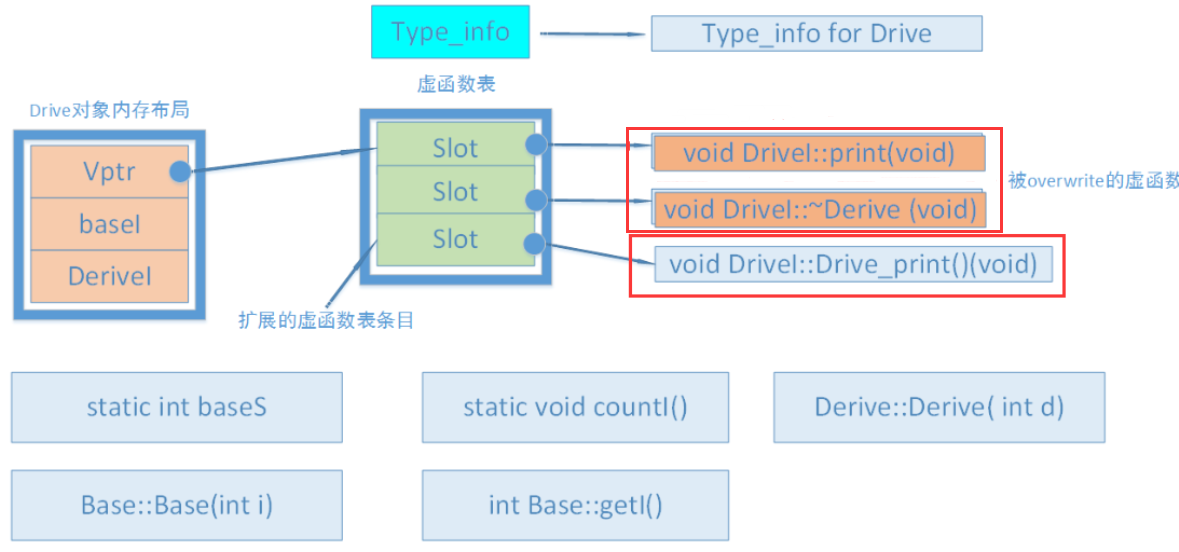 Type_info
Type_info for Drive
虚函数表
Drive对象内存布局
Vptr
baseI
DeriveI
Slot
Slot
Slot
void DriveI::print(void)
void DriveI::~Derive (void)
被overwrite的虚函数
void DriveI::Drive_print()(void)
扩展的虚函数表条目
static int baseS
static void countI()
Derive::Derive( int d)
Base::Base(int i)
int Base::getI()